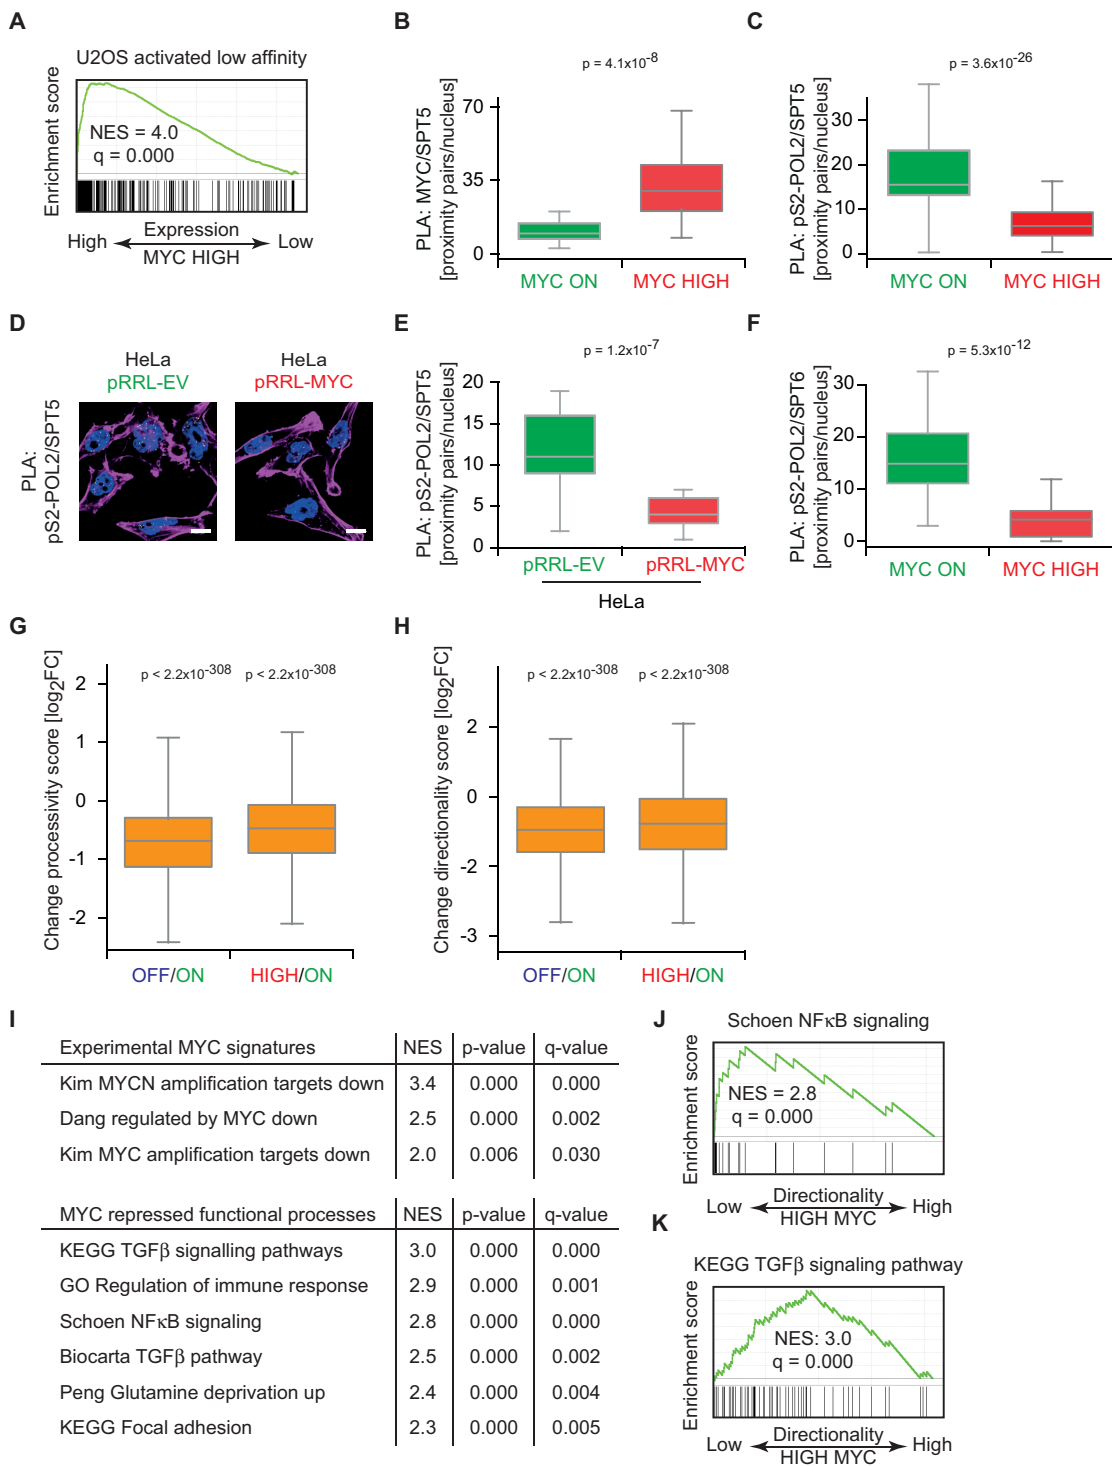 A
U2OS activated low affinity
Enrichment score
NES = 4.0
q = 0.000
High Expression Low
MYC HIGH
B
p = 4.1x10-8
PLA: MYC/SPT5
[proximity pairs/nucleus]
70
35
0
MYC ON MYC HIGH
C
p = 3.6x10-26
PLA: pS2-POL2/SPT5
[proximity pairs/nucleus]
30
20
10
0
MYC ON MYC HIGH
D
HeLa HeLa
pRRL-EV pRRL-MYC
PLA:
pS2-POL2/SPT5
E
p = 1.2x10-7
PLA: pS2-POL2/SPT5
[proximity pairs/nucleus]
20
15
10
5
0
pRRL-EV pRRL-MYC
HeLa
F
p = 5.3x10-12
PLA: pS2-POL2/SPT6
[proximity pairs/nucleus]
30
20
10
0
MYC ON MYC HIGH
G
p < 2.2x10-308 p < 2.2x10-308
Change processivity score [log2FC]
2
1
0
-1
-2
OFF/ON HIGH/ON
H
p < 2.2x10-308 p < 2.2x10-308
Change directionality score [log2FC]
2
0
-2
-3
OFF/ON HIGH/ON
I
Experimental MYC signatures NES p-value q-value
Kim MYCN amplification targets down 3.4 0.000 0.000
Dang regulated by MYC down 2.5 0.000 0.002
Kim MYC amplification targets down 2.0 0.006 0.030
MYC repressed functional processes NES p-value q-value
KEGG TGFβ signalling pathways 3.0 0.000 0.000
GO Regulation of immune response 2.9 0.000 0.001
Schoen NFκB signaling 2.8 0.000 0.000
Biocarta TGFβ pathway 2.5 0.000 0.002
Peng Glutamine deprivation up 2.4 0.000 0.004
KEGG Focal adhesion 2.3 0.000 0.005
J
Schoen NFκB signaling
Enrichment score
NES = 2.8
q = 0.000
Low Directionality High
HIGH MYC
K
KEGG TGFβ signaling pathway
Enrichment score
NES: 3.0
q = 0.000
Low Directionality High
HIGH MYC